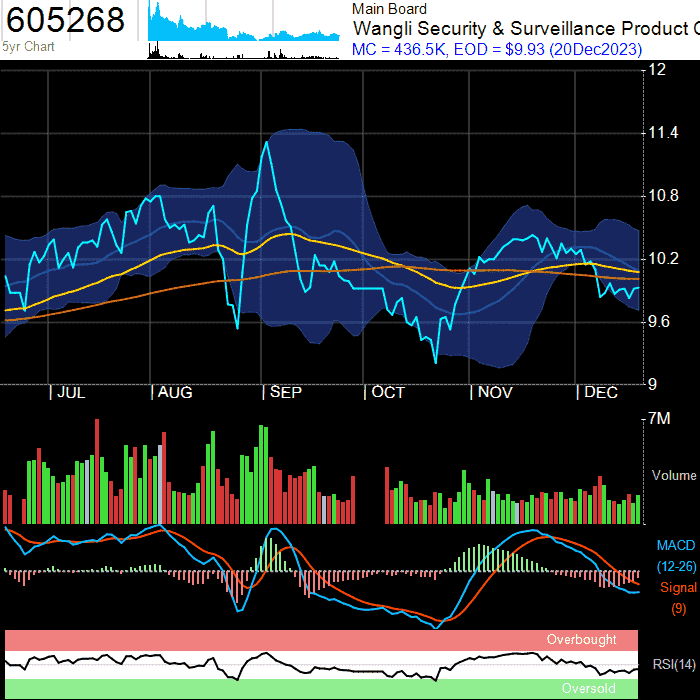 605268
5yr Chart
Main Board
Wangli Security & Surveillance Product
MC = 436.5K, EOD = $9.93 (20Dec2023)
12
11.4
10.8
10.2
9.6
9
| JUL | AUG | SEP | OCT | NOV | DEC
7M
Volume
MACD
(12-26)
Signal
(9)
Overbought
RSI(14)
Oversold